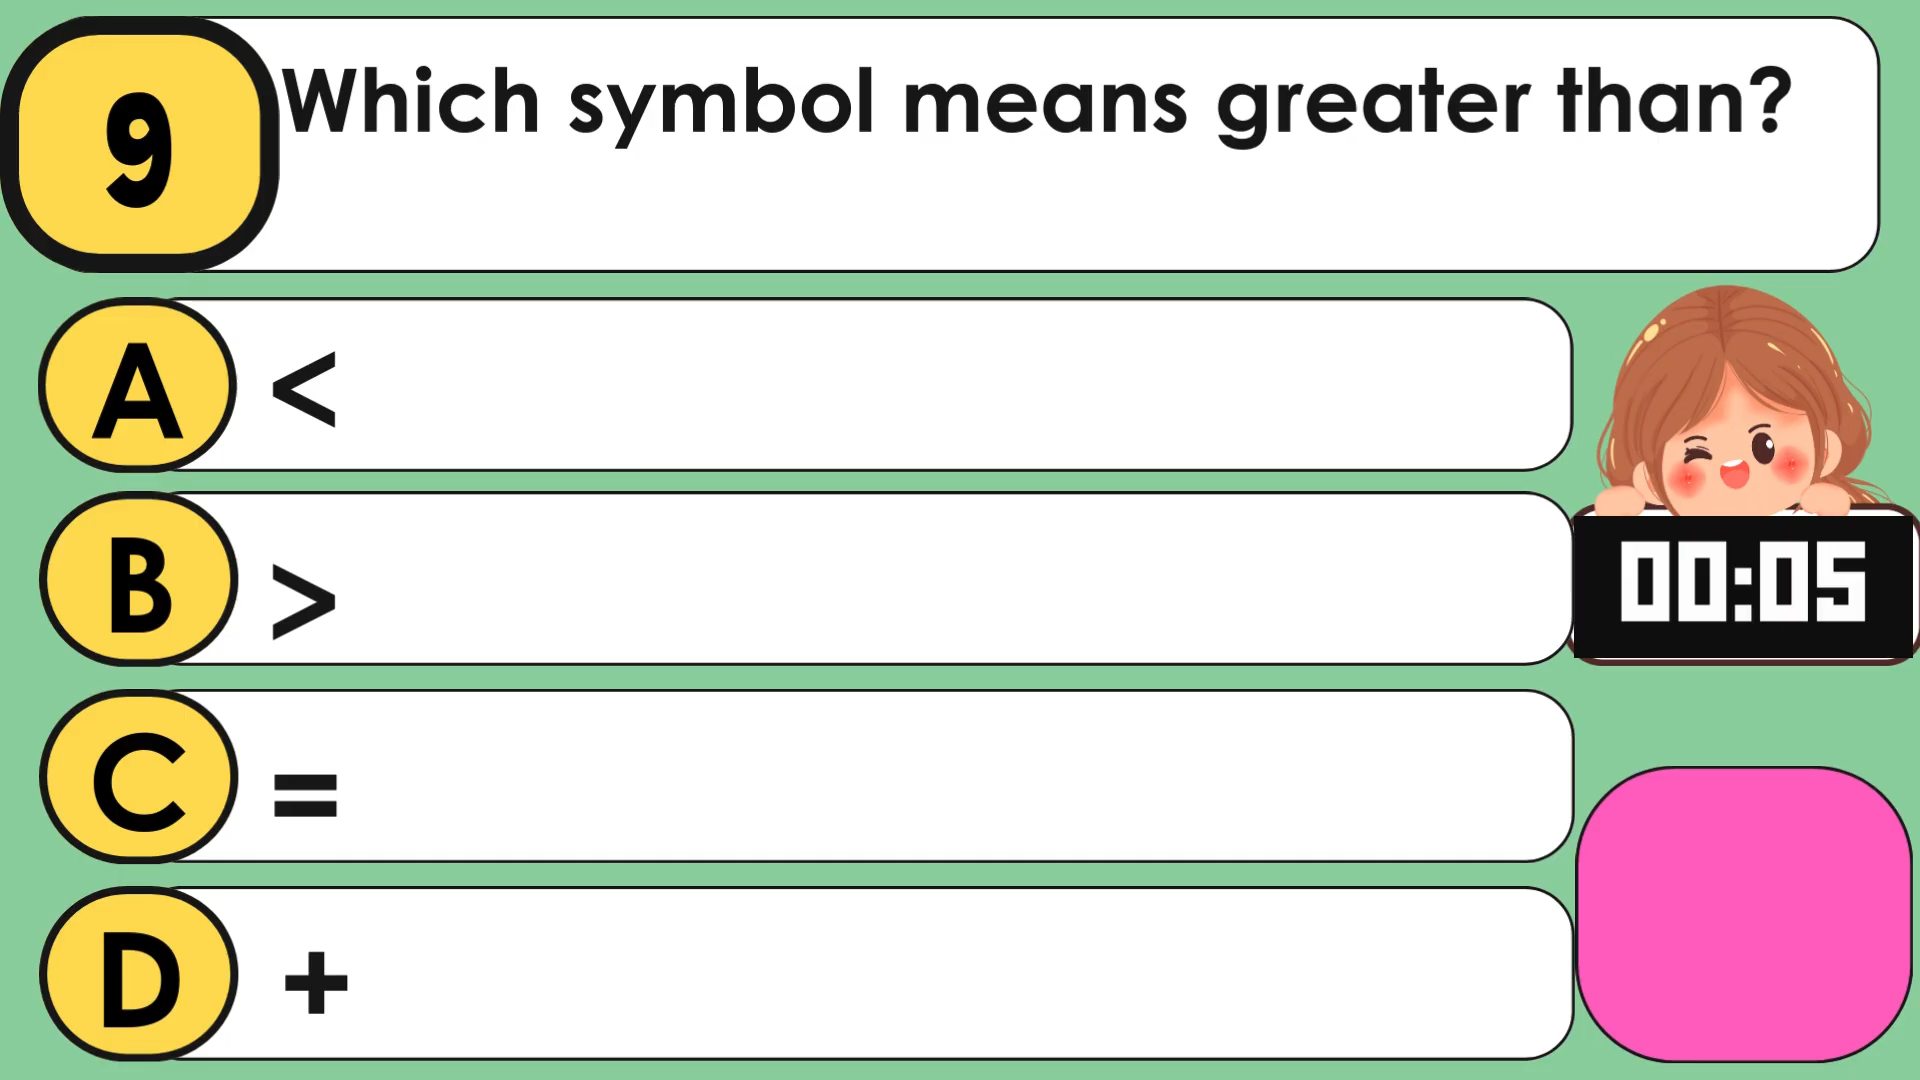 9
Which symbol means greater than?
A <
B >
00:05
C =
D +